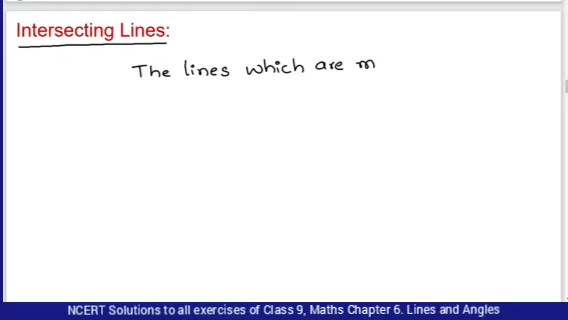 Intersecting Lines:
The lines which are m
NCERT Solutions to all exercises of Class 9, Maths Chapter 6. Lines and Angles